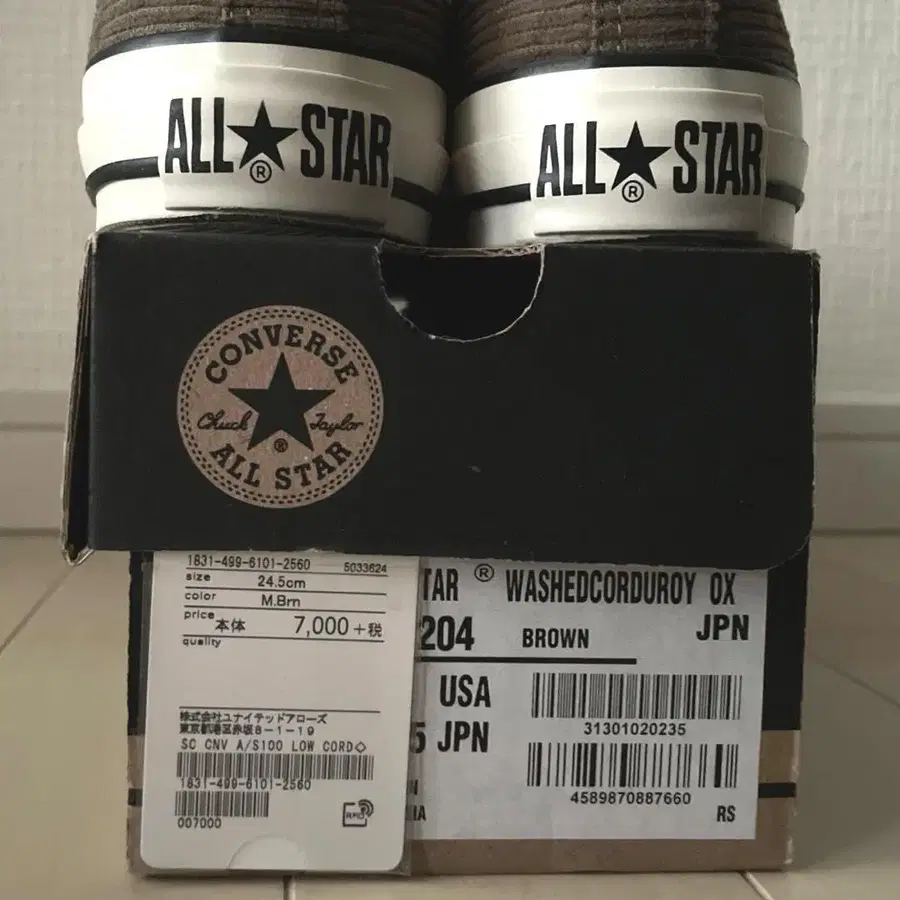 ALL★STAR
®
ALL★STAR
®
CONVERSE
Chuck Taylor
®
ALL STAR
1831-499-6101-2560 5033624
size 24.5cm
color M.Brn
price 本体 7,000+税
quality
株式会社ユナイテッドアローズ
東京都港区赤坂8-1-19
SC CNV A/S100 LOW CORD◇
1831-499-6101-2560
007000
RFID
TAR ® WASHEDCORDUROY OX
204 BROWN JPN
USA
31301020235
5 JPN
4589870887660
IA
RS